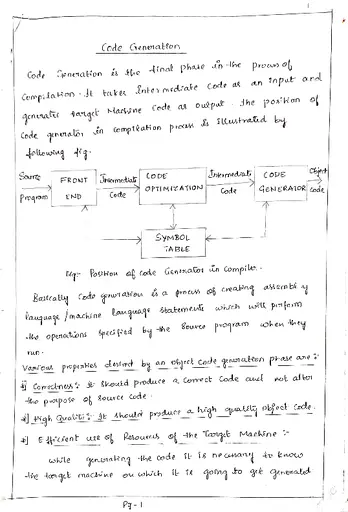 1
Code Generation
Code Generation is the final phase in the process of
Compilation. It takes Intermediate Code as an input and
generates target Machine Code as output. The position of
Code generator in compilation process is illustrated by
following fig.
Source Program
FRONT END
Intermediate Code
CODE OPTIMIZATION
Intermediate Code
CODE GENERATOR
Object Code
SYMBOL TABLE
Fig:- Position of Code Generator in Compiler.
Basically Code generation is a process of creating assembly
language/machine language statements which will perform
the operations specified by the source program when they
run.
Various properties desired by an object code generation phase are :-
Correctness :- It should produce a correct code and not alter
the purpose of source code.
High Quality :- It should produce a high quality object code.
Efficient use of Resources of the Target Machine :-
while generating the code it is necessary to know
the target machine on which it is going to get generated
Pg-1